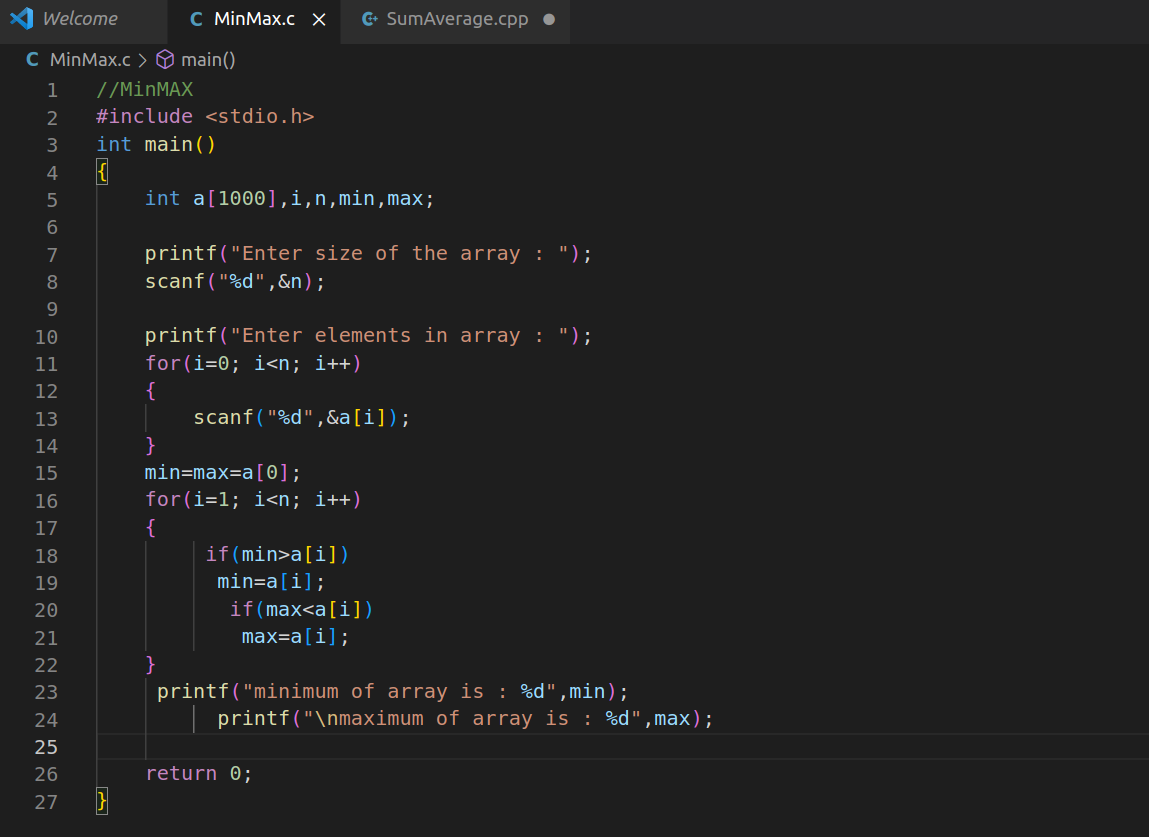 Welcome MinMax.c SumAverage.cpp
MinMax.c > main()
1 //MinMAX
2 #include <stdio.h>
3 int main()
4 {
5 int a[1000],i,n,min,max;
6
7 printf("Enter size of the array : ");
8 scanf("%d",&n);
9
10 printf("Enter elements in array : ");
11 for(i=0; i<n; i++)
12 {
13 scanf("%d",&a[i]);
14 }
15 min=max=a[0];
16 for(i=1; i<n; i++)
17 {
18 if(min>a[i])
19 min=a[i];
20 if(max<a[i])
21 max=a[i];
22 }
23 printf("minimum of array is : %d",min);
24 printf("\nmaximum of array is : %d",max);
25
26 return 0;
27 }